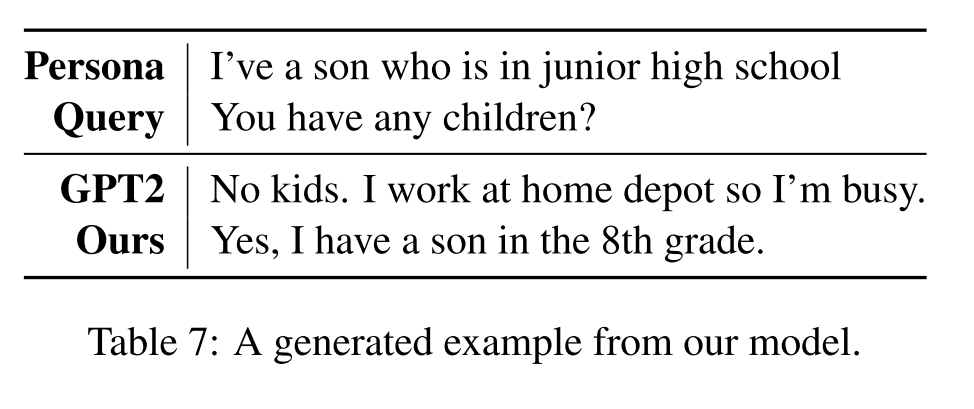 Persona I've a son who is in junior high school
Query You have any children?
GPT2 No kids. I work at home depot so I'm busy.
Ours Yes, I have a son in the 8th grade.
Table 7: A generated example from our model.